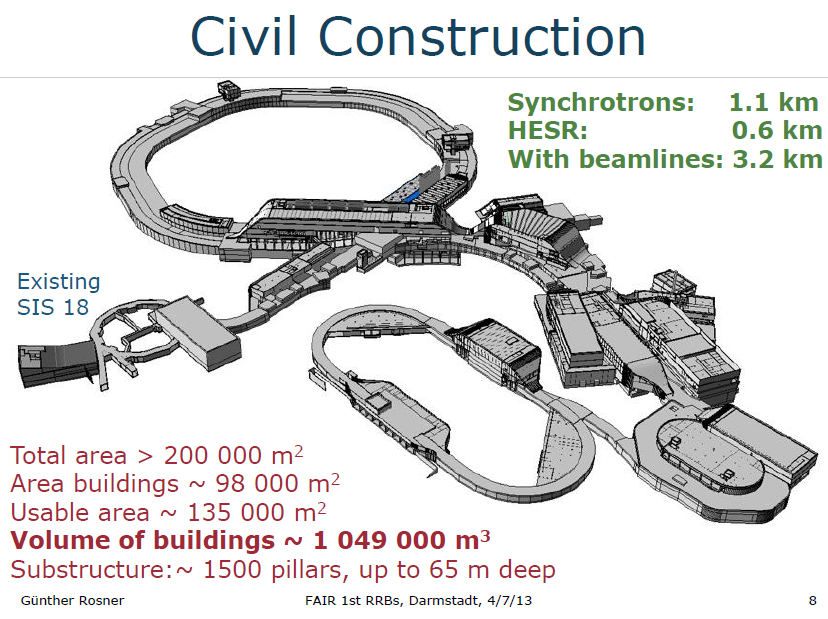 Civil Construction
Synchrotrons: 1.1 km
HESR: 0.6 km
With beamlines: 3.2 km
Existing
SIS 18
Total area > 200 000 m²
Area buildings ~ 98 000 m²
Usable area ~ 135 000 m²
Volume of buildings ~ 1 049 000 m³
Substructure:~ 1500 pillars, up to 65 m deep
Günther Rosner FAIR 1st RRBs, Darmstadt, 4/7/13 8